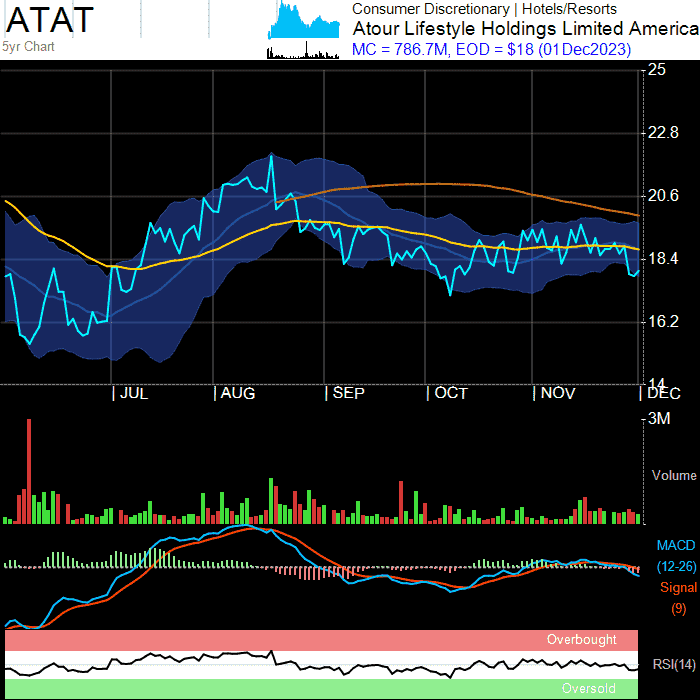 ATAT
5yr Chart
Consumer Discretionary | Hotels/Resorts
Atour Lifestyle Holdings Limited America
MC = 786.7M, EOD = $18 (01Dec2023)
25
22.8
20.6
18.4
16.2
14
| JUL | AUG | SEP | OCT | NOV | DEC
3M
Volume
MACD
(12-26)
Signal
(9)
Overbought
RSI(14)
Oversold